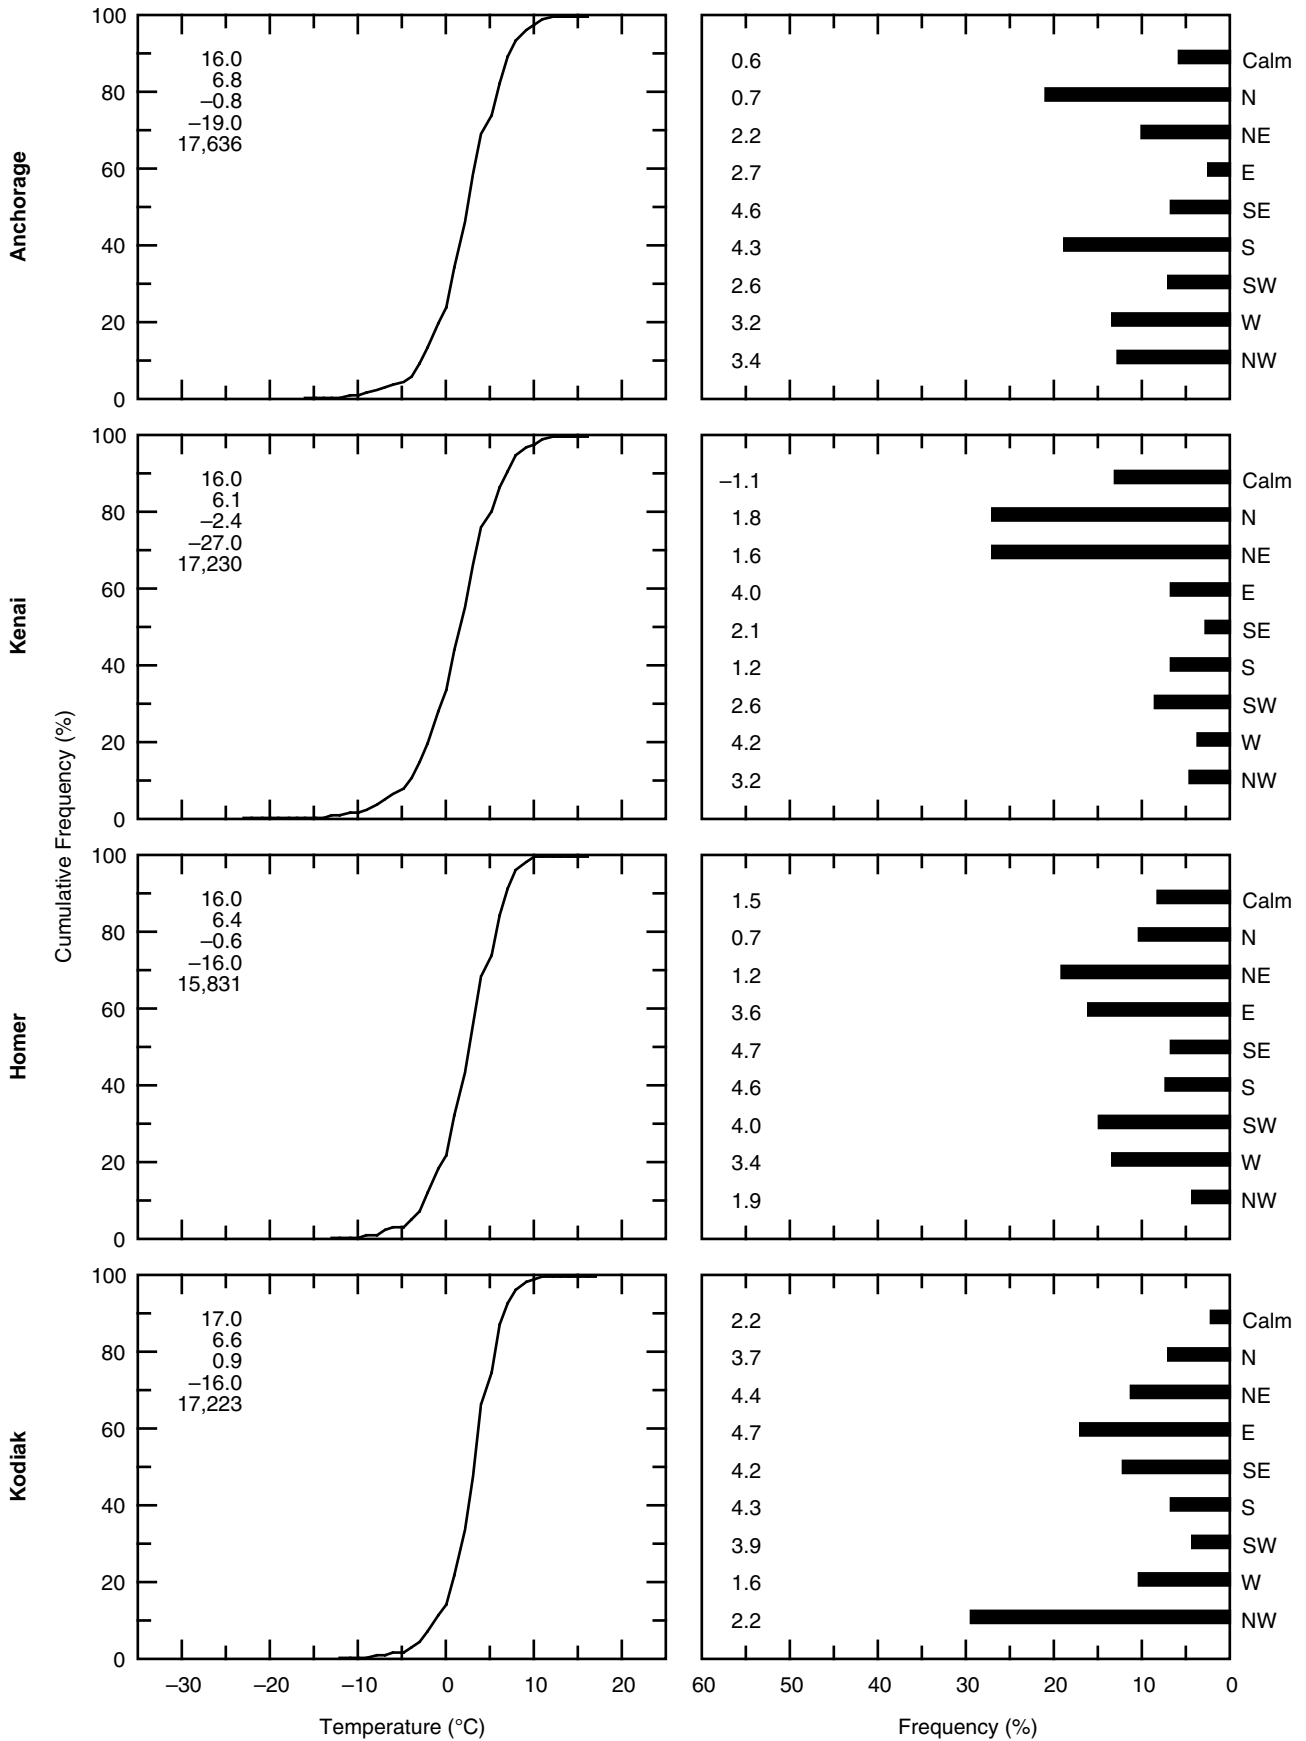 Anchorage
100
80
60
40
20
0
16.0
6.8
–0.8
–19.0
17,636
0.6 Calm
0.7 N
2.2 NE
2.7 E
4.6 SE
4.3 S
2.6 SW
3.2 W
3.4 NW
Kenai
100
80
60
40
20
0
16.0
6.1
–2.4
–27.0
17,230
–1.1 Calm
1.8 N
1.6 NE
4.0 E
2.1 SE
1.2 S
2.6 SW
4.2 W
3.2 NW
Cumulative Frequency (%)
Homer
100
80
60
40
20
0
16.0
6.4
–0.6
–16.0
15,831
1.5 Calm
0.7 N
1.2 NE
3.6 E
4.7 SE
4.6 S
4.0 SW
3.4 W
1.9 NW
Kodiak
100
80
60
40
20
0
17.0
6.6
0.9
–16.0
17,223
2.2 Calm
3.7 N
4.4 NE
4.7 E
4.2 SE
4.3 S
3.9 SW
1.6 W
2.2 NW
–30 –20 –10 0 10 20
60 50 40 30 20 10 0
Temperature (°C)
Frequency (%)